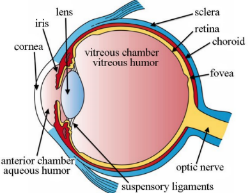 lens
iris
cornea
vitreous chamber
vitreous humor
sclera
retina
choroid
fovea
anterior chamber
aqueous humor
optic nerve
suspensory ligaments